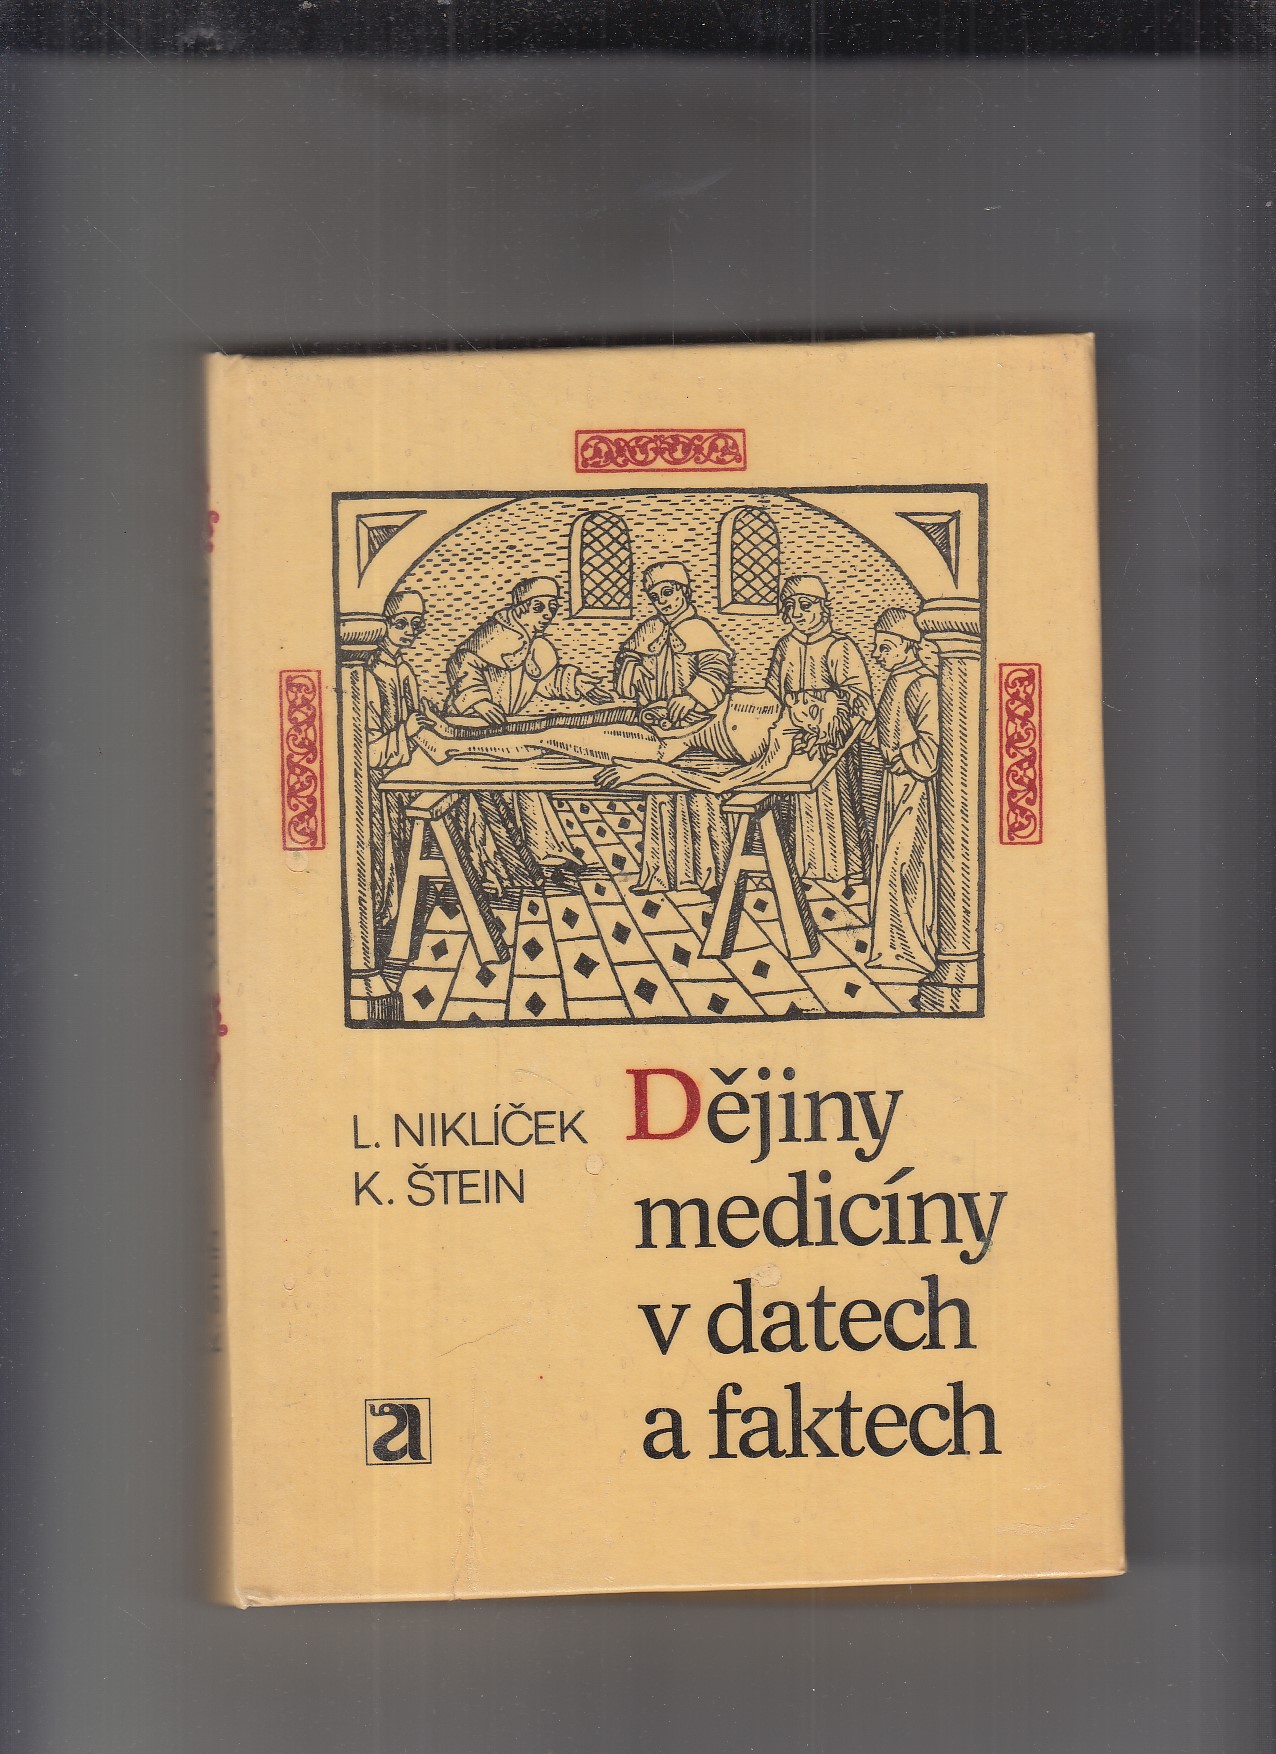 L. NIKLÍČEK
K. ŠTEIN
Dějiny
medicíny
v datech
a faktech
a